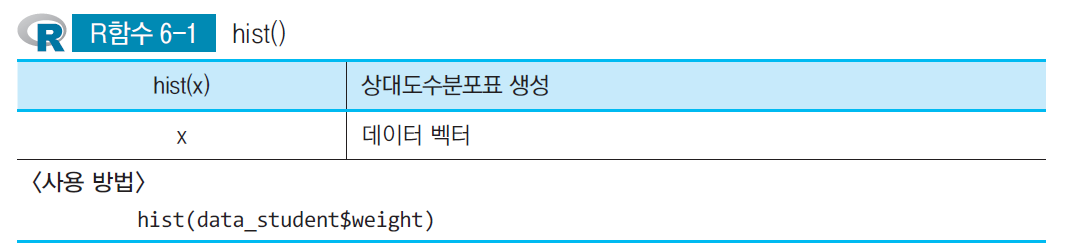 R R함수 6-1 hist()
hist(x) 상대도수분포표 생성
x 데이터 벡터
〈사용 방법〉
hist(data_student$weight)